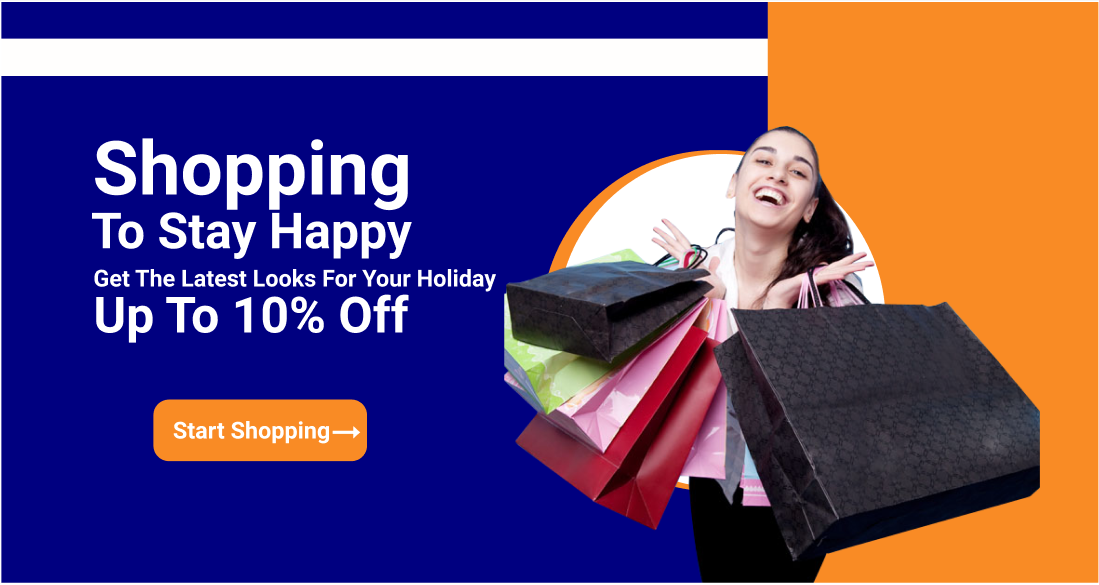 Shopping
To Stay Happy
Get The Latest Looks For Your Holiday
Up To 10% Off
Start Shopping